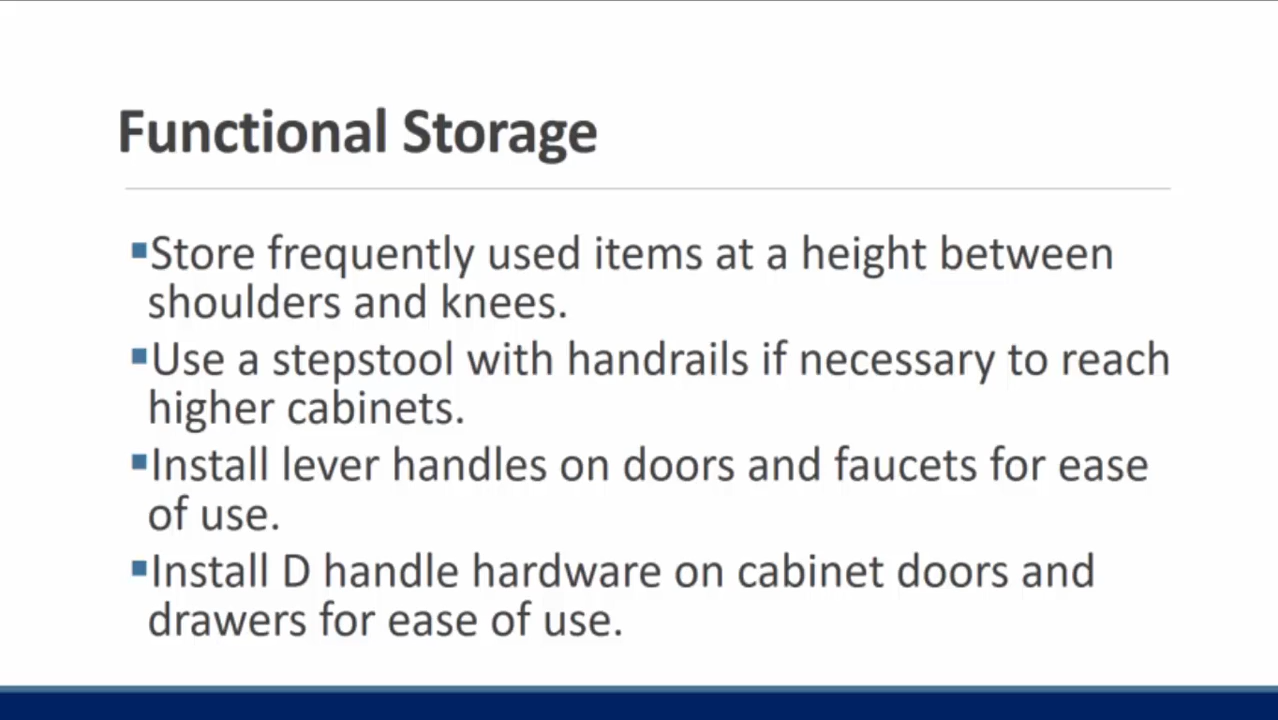 Functional Storage
▪Store frequently used items at a height between
shoulders and knees.
▪Use a stepstool with handrails if necessary to reach
higher cabinets.
▪Install lever handles on doors and faucets for ease
of use.
▪Install D handle hardware on cabinet doors and
drawers for ease of use.